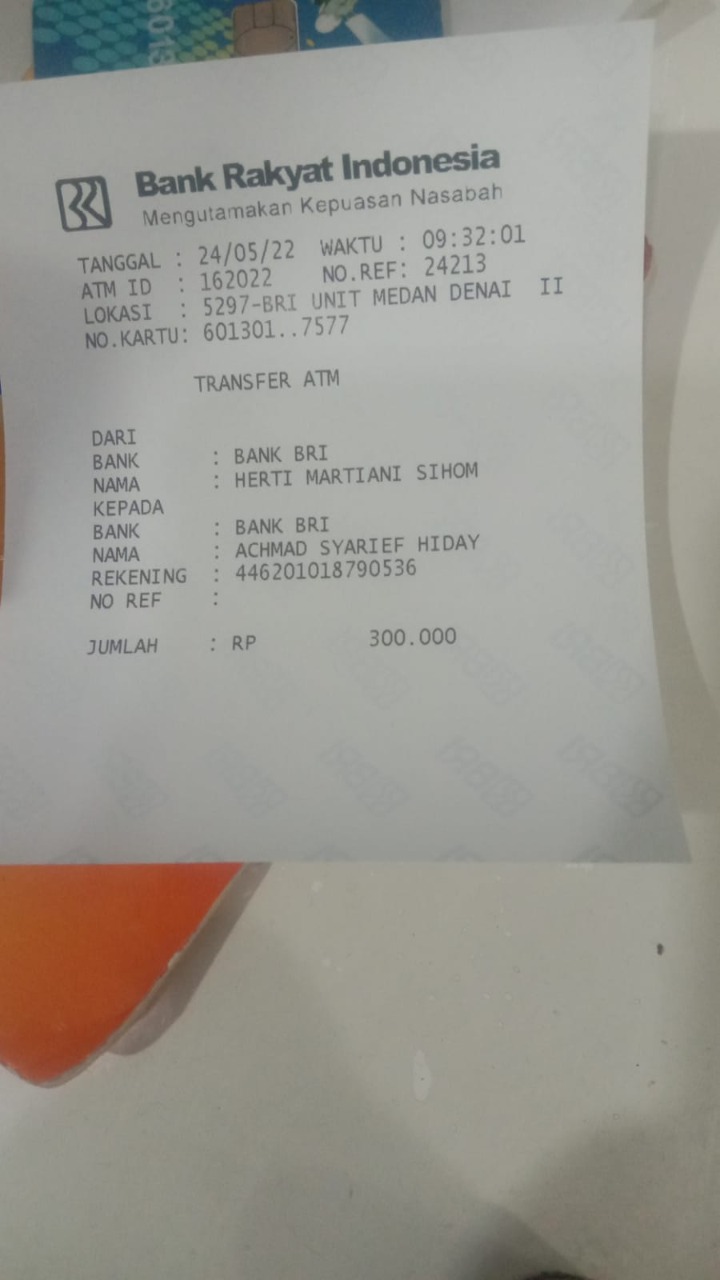 Bank Rakyat Indonesia
Mengutamakan Kepuasan Nasabah
TANGGAL : 24/05/22 WAKTU : 09:32:01
ATM ID : 162022 NO.REF: 24213
LOKASI : 5297-BRI UNIT MEDAN DENAI II
NO.KARTU: 601301..7577
TRANSFER ATM
DARI
BANK : BANK BRI
NAMA : HERTI MARTIANI SIHOM
KEPADA
BANK : BANK BRI
NAMA : ACHMAD SYARIEF HIDAY
REKENING : 446201018790536
NO REF :
JUMLAH : RP 300.000